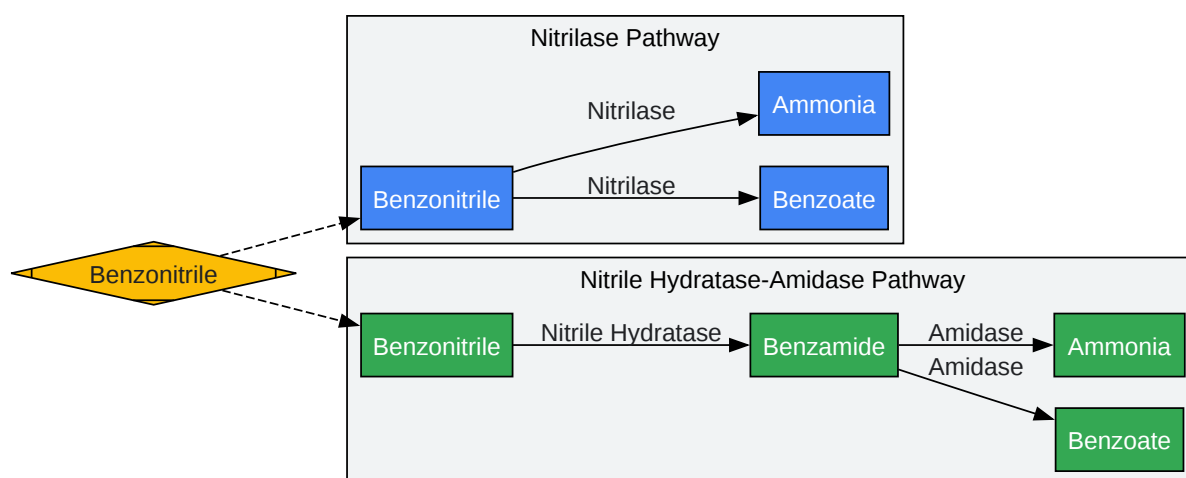 Nitrilase Pathway
Nitrilase
Ammonia
Benzonitrile
Nitrilase
Benzoate
Benzonitrile
Nitrile Hydratase-Amidase Pathway
Benzonitrile
Nitrile Hydratase
Benzamide
Amidase
Ammonia
Amidase
Benzoate